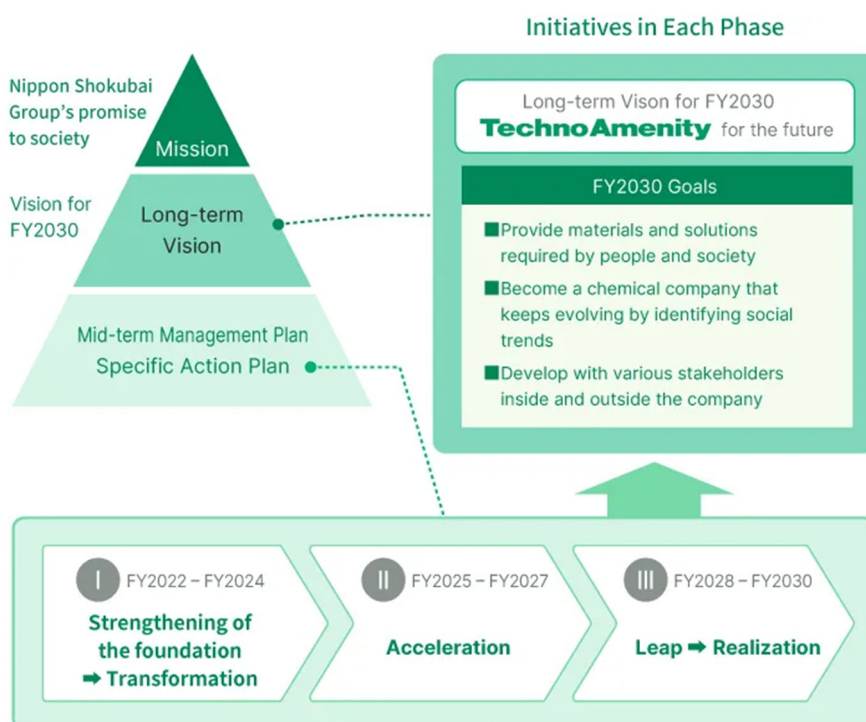 Initiatives in Each Phase
Nippon Shokubai
Group's promise
to society
Mission
Vision for
FY2030
Long-term
Vision
Mid-term Management Plan
Specific Action Plan
Long-term Vison for FY2030
TechnoAmenity for the future
FY2030 Goals
■Provide materials and solutions
required by people and society
■Become a chemical company that
keeps evolving by identifying social
trends
■Develop with various stakeholders
inside and outside the company
I FY2022 – FY2024
Strengthening of
the foundation
➡ Transformation
II FY2025 – FY2027
Acceleration
III FY2028 – FY2030
Leap ➡ Realization